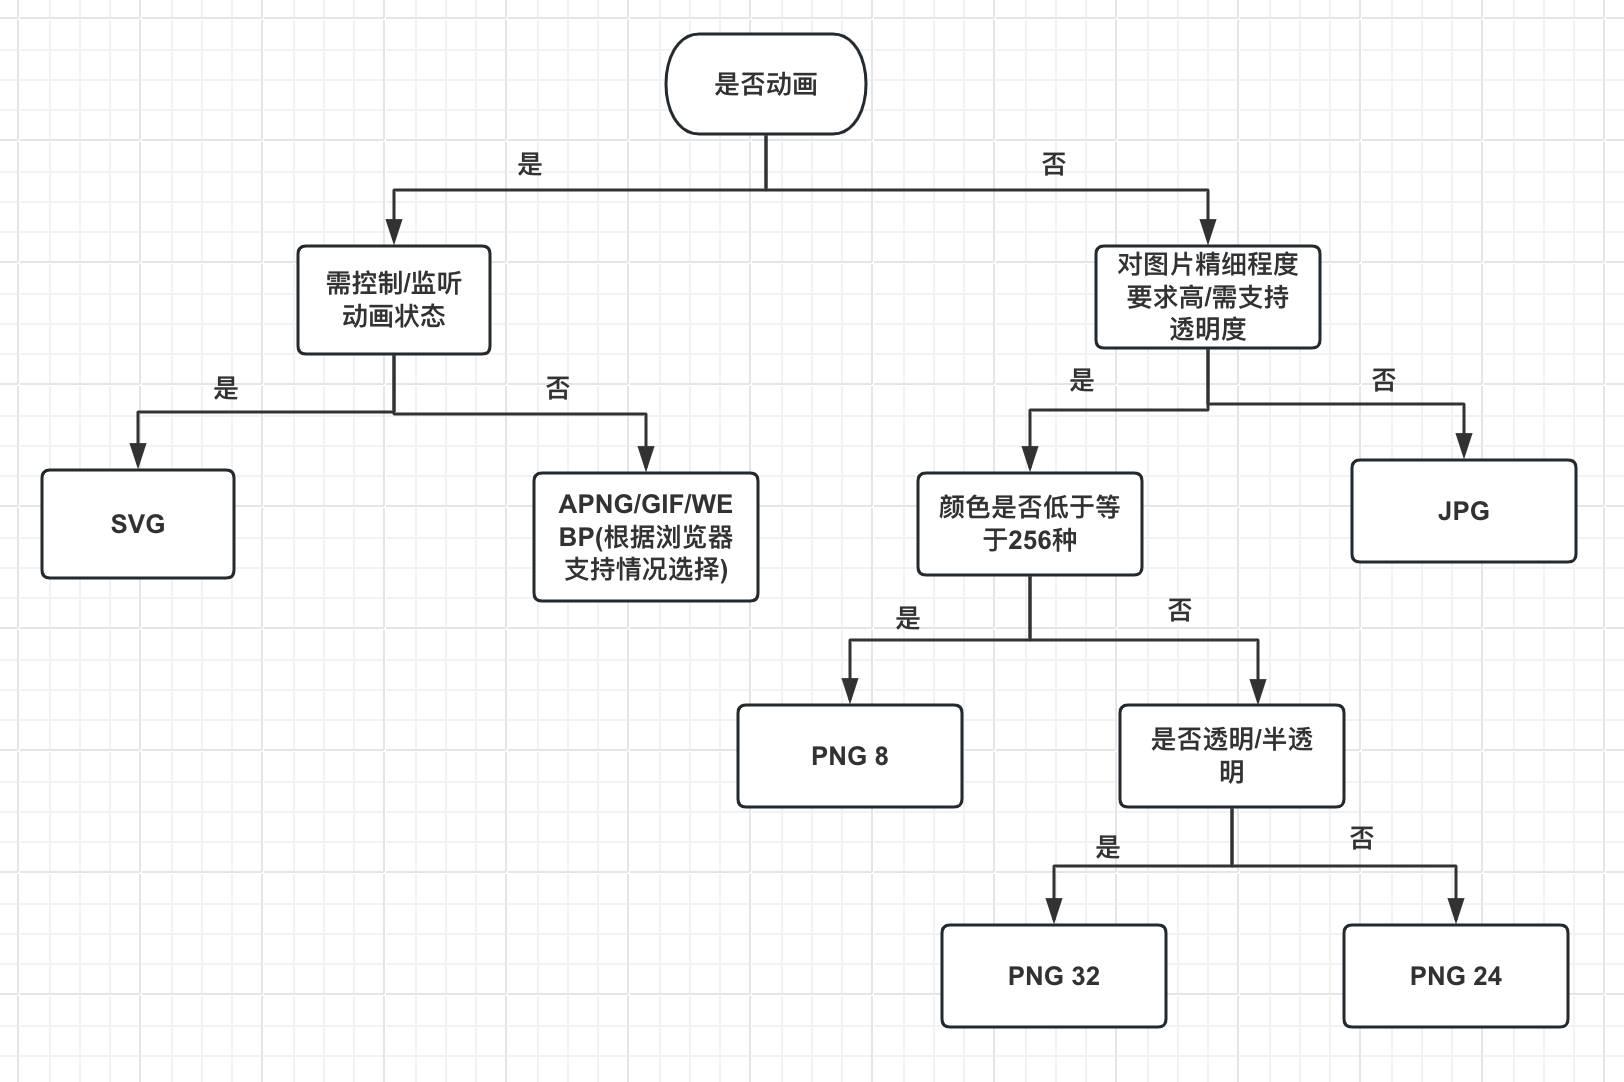 是否动画
是
否
需控制/监听
动画状态
对图片精细程度
要求高/需支持
透明度
是
否
是
否
SVG
APNG/GIF/WE
BP(根据浏览器
支持情况选择)
颜色是否低于等
于256种
JPG
是
否
PNG 8
是否透明/半透
明
是
否
PNG 32
PNG 24